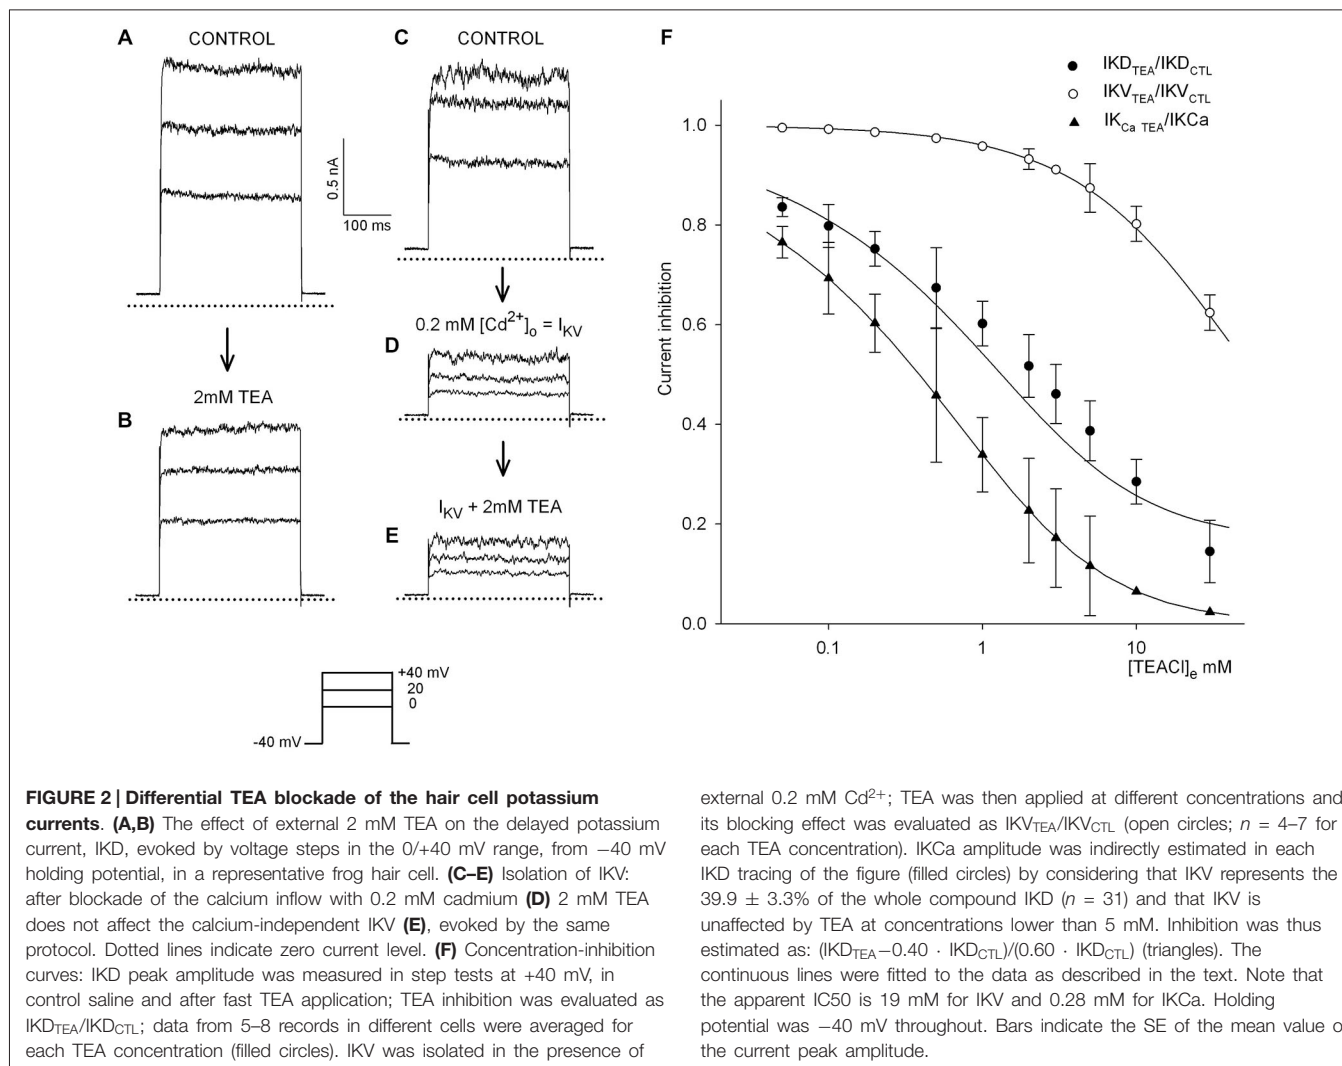 A
CONTROL
0.5 nA
100 ms
2mM TEA
B
C
CONTROL
0.2 mM [Cd²⁺]ₒ = I_KV
D
I_KV + 2mM TEA
E
+40 mV
20
0
-40 mV
F
IKD_TEA/IKD_CTL
IKV_TEA/IKV_CTL
IK_Ca TEA/IKCa
Current inhibition
1.0
0.8
0.6
0.4
0.2
0.0
0.1
1
10
[TEACl]ₑ mM
FIGURE 2 | Differential TEA blockade of the hair cell potassium
currents. (A,B) The effect of external 2 mM TEA on the delayed potassium
current, IKD, evoked by voltage steps in the 0/+40 mV range, from −40 mV
holding potential, in a representative frog hair cell. (C–E) Isolation of IKV:
after blockade of the calcium inflow with 0.2 mM cadmium (D) 2 mM TEA
does not affect the calcium-independent IKV (E), evoked by the same
protocol. Dotted lines indicate zero current level. (F) Concentration-inhibition
curves: IKD peak amplitude was measured in step tests at +40 mV, in
control saline and after fast TEA application; TEA inhibition was evaluated as
IKD_TEA/IKD_CTL; data from 5–8 records in different cells were averaged for
each TEA concentration (filled circles). IKV was isolated in the presence of
external 0.2 mM Cd²⁺; TEA was then applied at different concentrations and
its blocking effect was evaluated as IKV_TEA/IKV_CTL (open circles; n = 4–7 for
each TEA concentration). IKCa amplitude was indirectly estimated in each
IKD tracing of the figure (filled circles) by considering that IKV represents the
39.9 ± 3.3% of the whole compound IKD (n = 31) and that IKV is
unaffected by TEA at concentrations lower than 5 mM. Inhibition was thus
estimated as: (IKD_TEA−0.40 · IKD_CTL)/(0.60 · IKD_CTL) (triangles). The
continuous lines were fitted to the data as described in the text. Note that
the apparent IC50 is 19 mM for IKV and 0.28 mM for IKCa. Holding
potential was −40 mV throughout. Bars indicate the SE of the mean value o
the current peak amplitude.